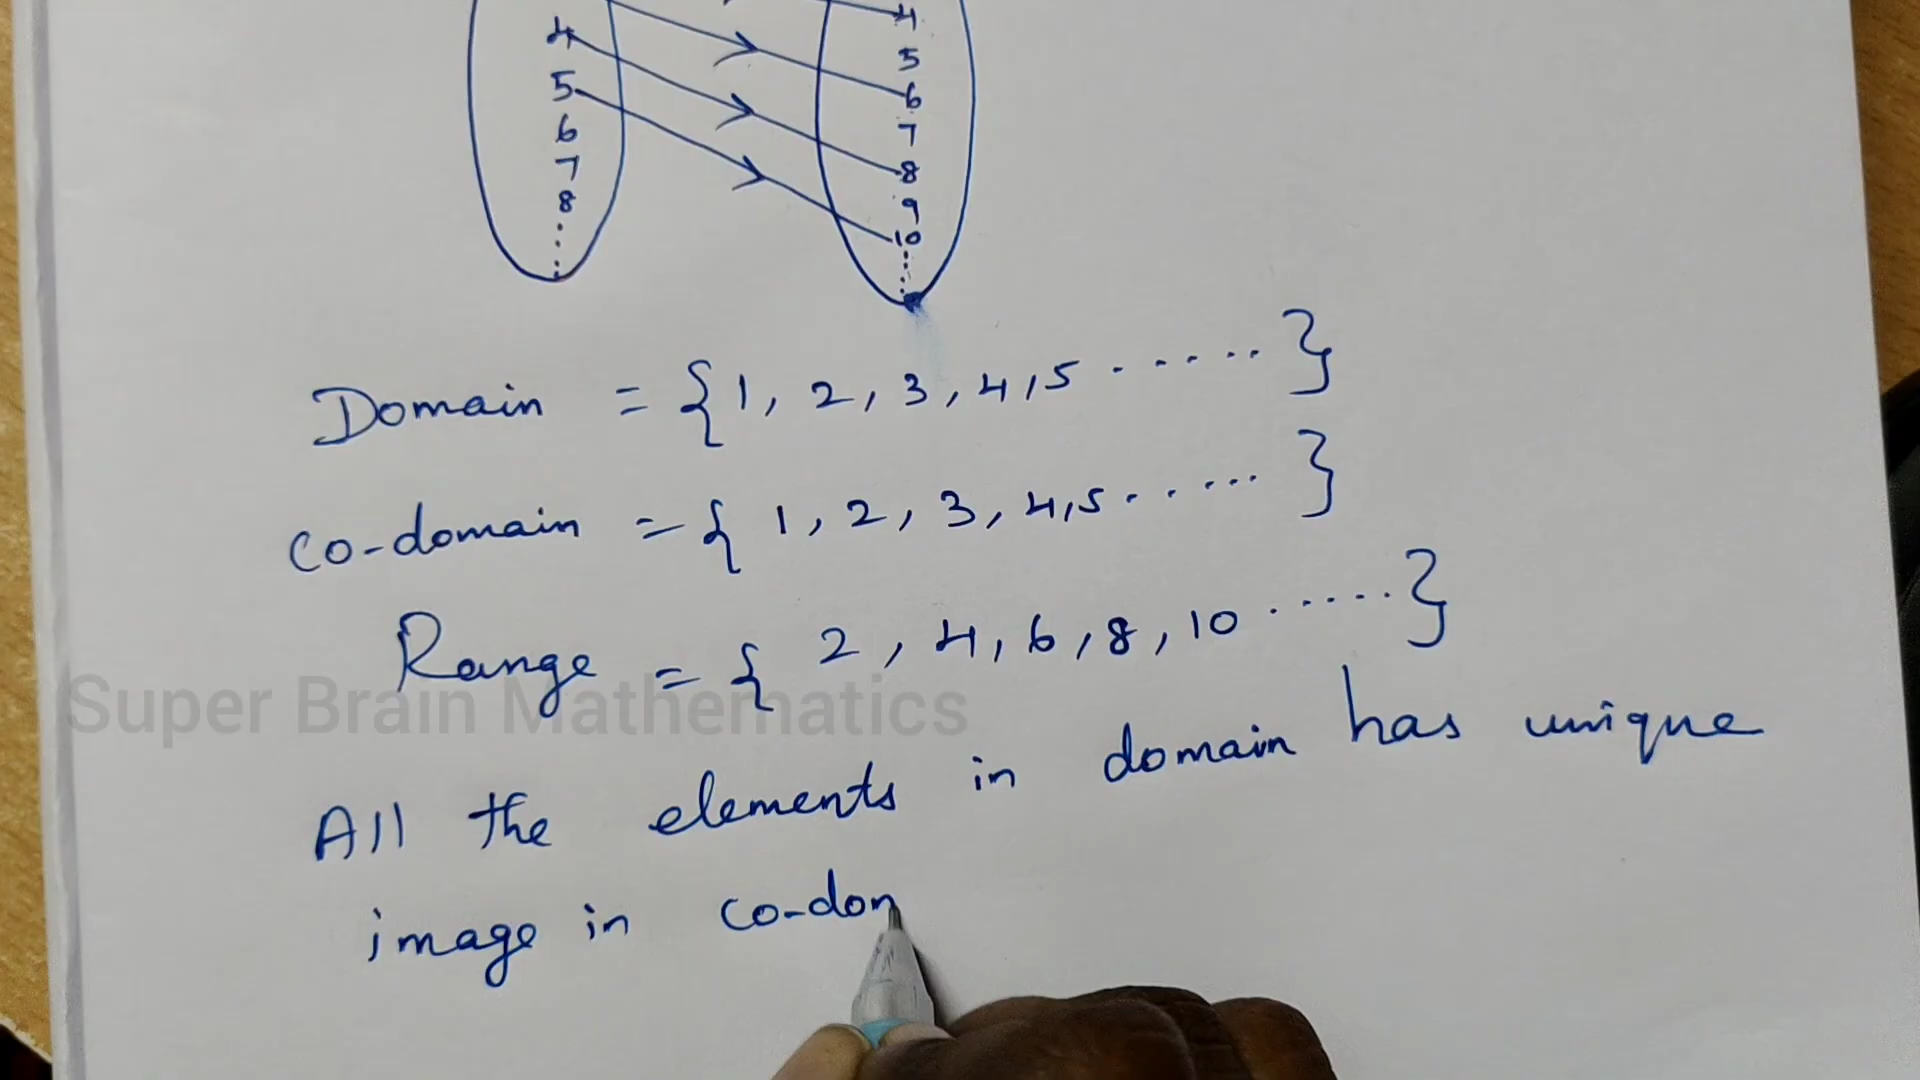 4 4
5 5
6 6
7 7
8 8
9
10
Domain = {1, 2, 3, 4, 5 ......}
co-domain = { 1, 2, 3, 4, 5 ...... }
Range = { 2, 4, 6, 8, 10 ......}
Super Brain Mathematics
All the elements in domain has unique
image in co-dom